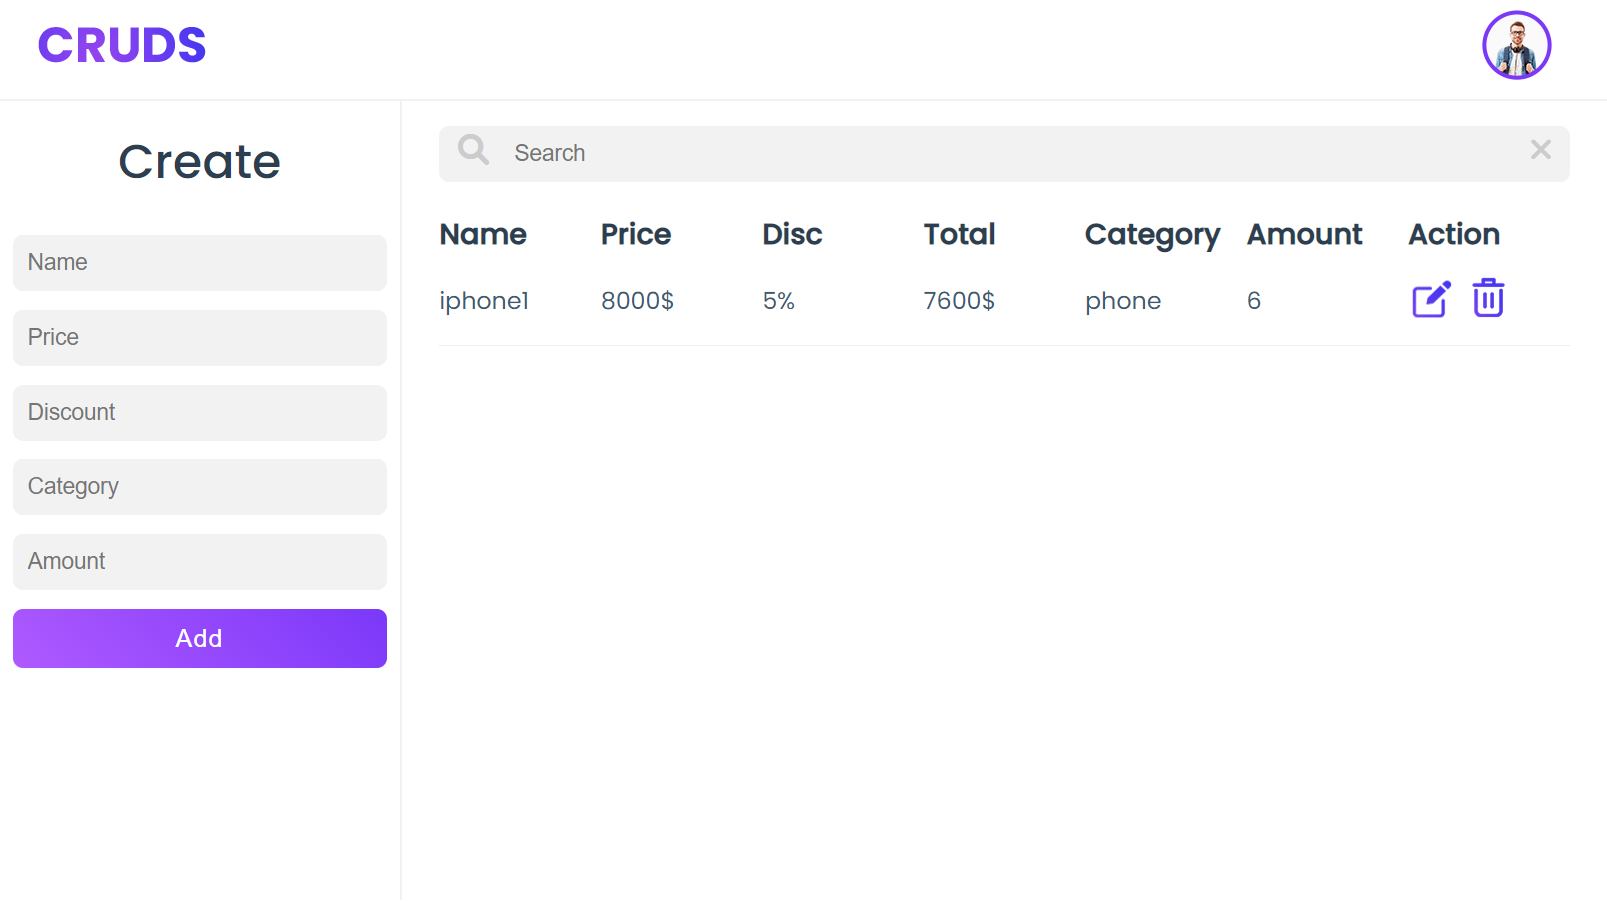 CRUDS
Create
Name
Price
Discount
Category
Amount
Add
Search
Name Price Disc Total Category Amount Action
iphone1 8000$ 5% 7600$ phone 6